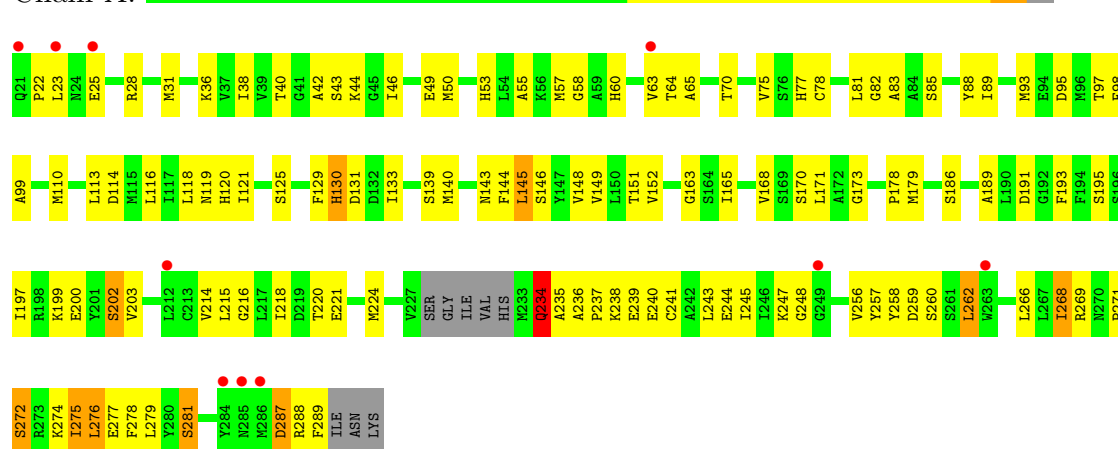 Q21 P22 L23 N24 E25 R28 M31 K36 V37 I38 V39 T40 G41 A42 S43 K44 G45 I46 E49 M50 H53 L54 A55 K56 M57 G58 A59 H60 V63 T64 A65 T70 V75 S76 H77 C78 L81 G82 A83 A84 S85 Y88 I89 M93 E94 D95 M96 T97
A99 M110 L113 D114 M115 L116 I117 L118 N119 H120 I121 S125 F129 H130 D131 D132 I133 S139 M140 N143 F144 L145 S146 Y147 V148 V149 L150 T151 V152 G163 S164 I165 V168 S169 S170 L171 A172 G173 P178 M179 S186 A189 L190 D191 G192 F193 F194 S195
I197 R198 K199 E200 Y201 S202 V203 L212 C213 V214 L215 G216 L217 I218 D219 T220 E221 M224 V227 SER GLY ILE VAL HIS M233 Q234 A235 A236 P237 K238 E239 E240 C241 A242 L243 E244 I245 I246 K247 G248 G249 V256 Y257 Y258 D259 S260 S261 L262 W263 L266 L267 I268 R269 N270
S272 R273 K274 I275 L276 E277 F278 L279 Y280 S281 Y284 N285 M286 D287 R288 F289 ILE ASN LYS